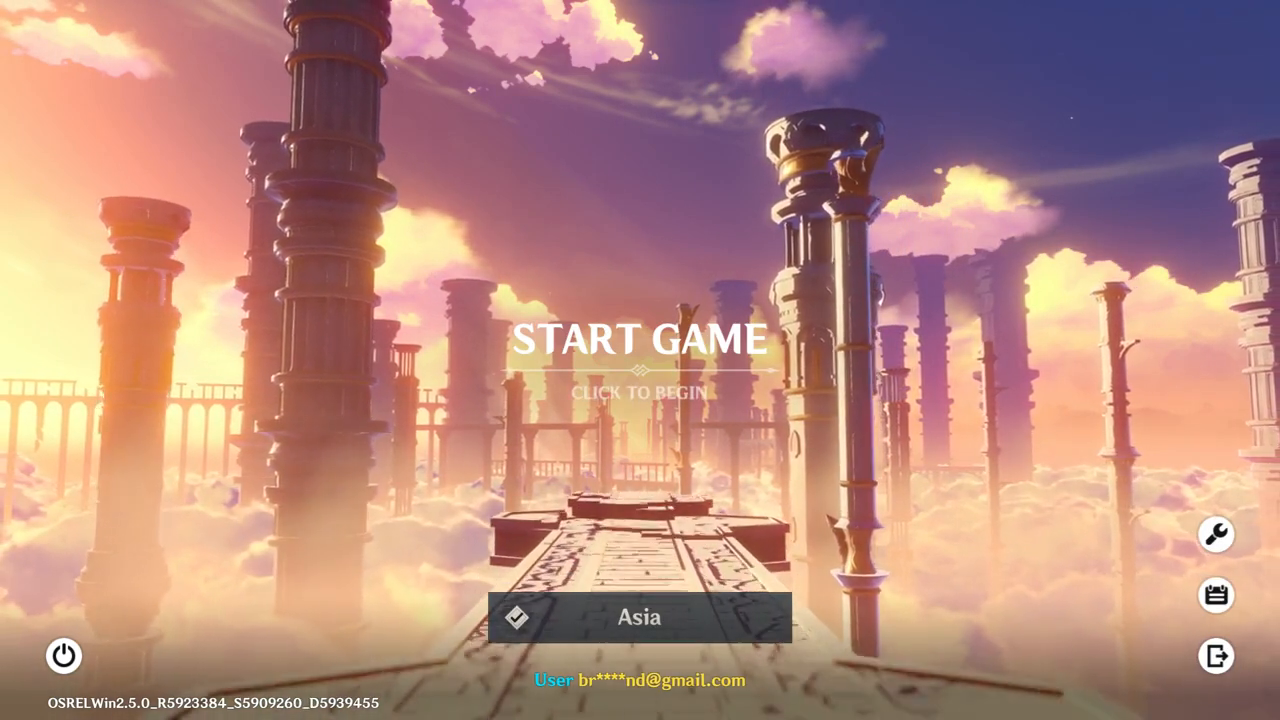 START GAME
CLICK TO BEGIN
Asia
User br****nd@gmail.com
OSRELWin2.5.0_R5923384_S5909260_D5939455